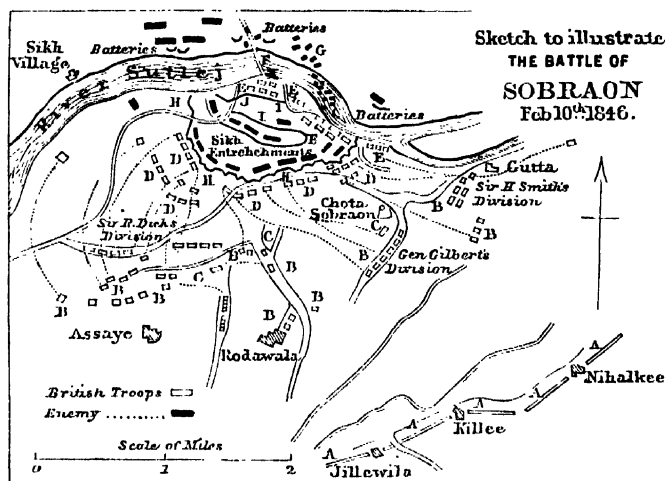 Sketch to illustrate
THE BATTLE OF
SOBRAON
Feb 10th 1846.
Batteries
Batteries
G
Sikh
Village
F
River Sutlej
H
J
E
I
I
Batteries
Sikh
Entrenchments
E
E
H
H
D
D
D
D
D
D
D
Gutta
Sir H Smith's
Division
B
B
B
Chota
Sobraon
C
C
Sir R. Dick's
Division
Gen Gilbert's
Division
B
B
B
B
B
B
B
B
C
Assaye
Rodawala
Nihalkee
A
A
A
A
A
A
Killee
Jillewila
British Troops
Enemy
Scale of Miles
0 1 2